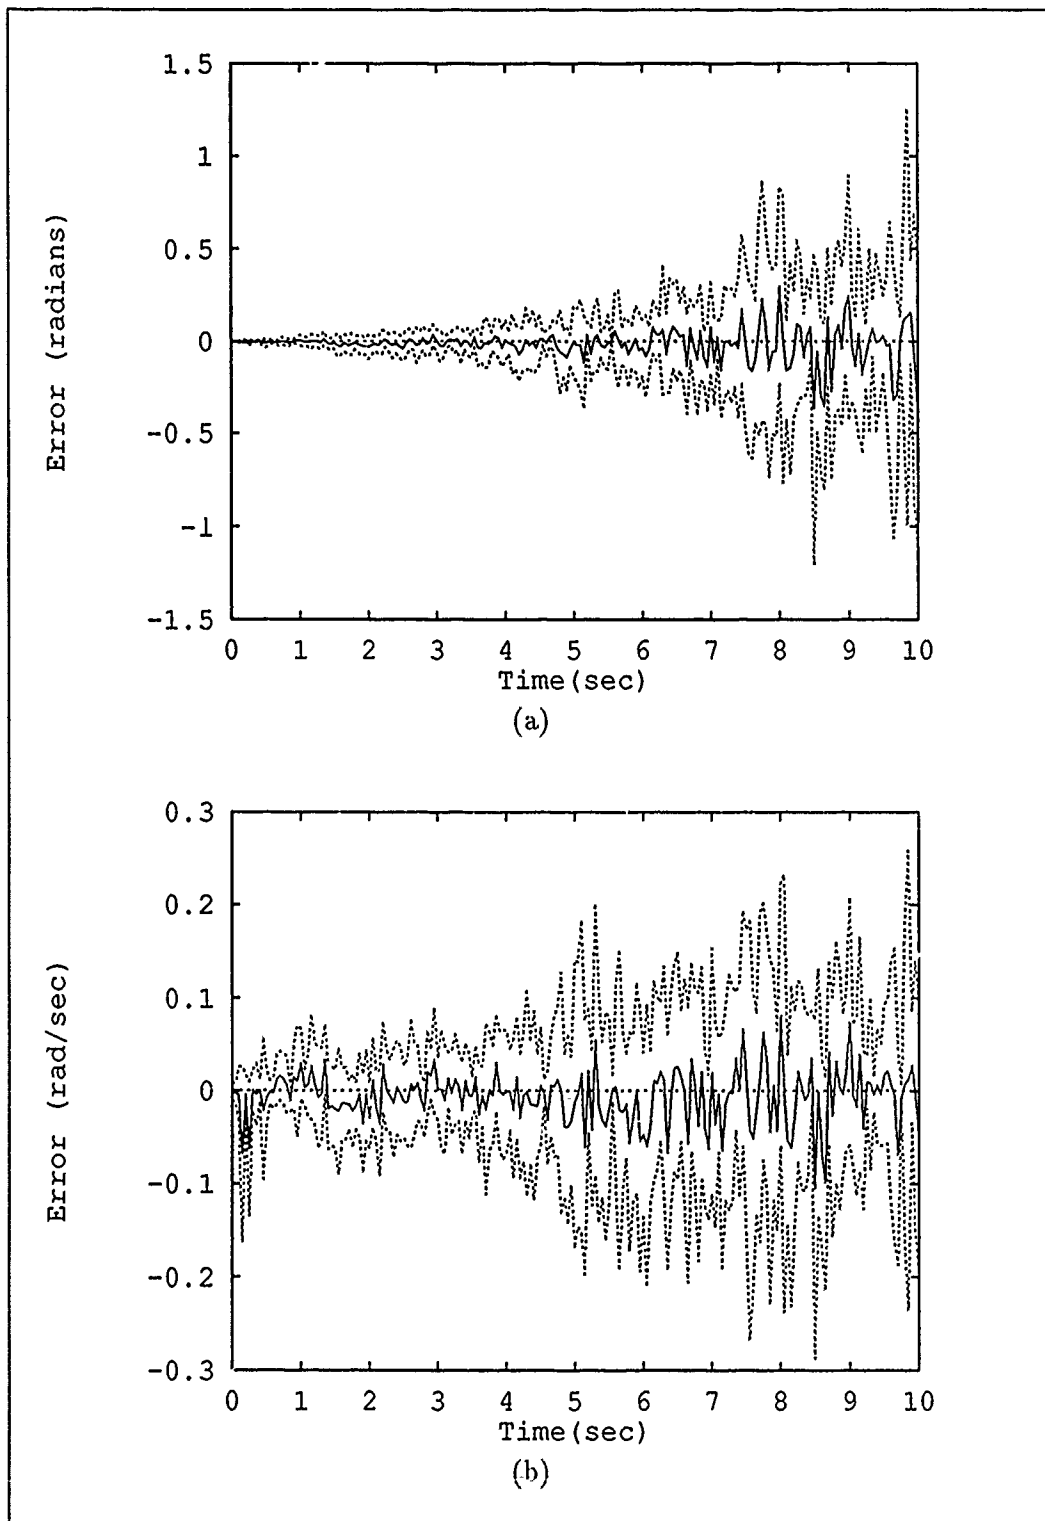 1.5
1
0.5
0
-0.5
-1
-1.5
Error (radians)
0 1 2 3 4 5 6 7 8 9 10
Time(sec)
(a)
0.3
0.2
0.1
0
-0.1
-0.2
-0.3
Error (rad/sec)
0 1 2 3 4 5 6 7 8 9 10
Time(sec)
(b)